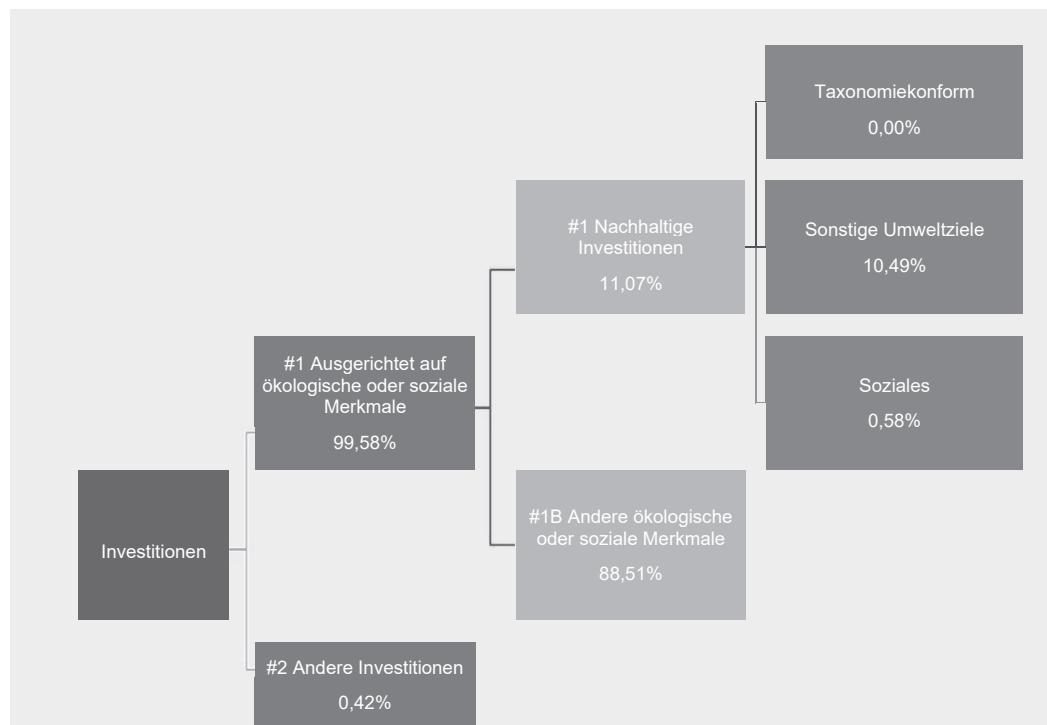 Taxonomiekonform
0,00%
#1 Nachhaltige
Investitionen
11,07%
Sonstige Umweltziele
10,49%
#1 Ausgerichtet auf
ökologische oder soziale
Merkmale
99,58%
Soziales
0,58%
Investitionen
#1B Andere ökologische
oder soziale Merkmale
88,51%
#2 Andere Investitionen
0,42%